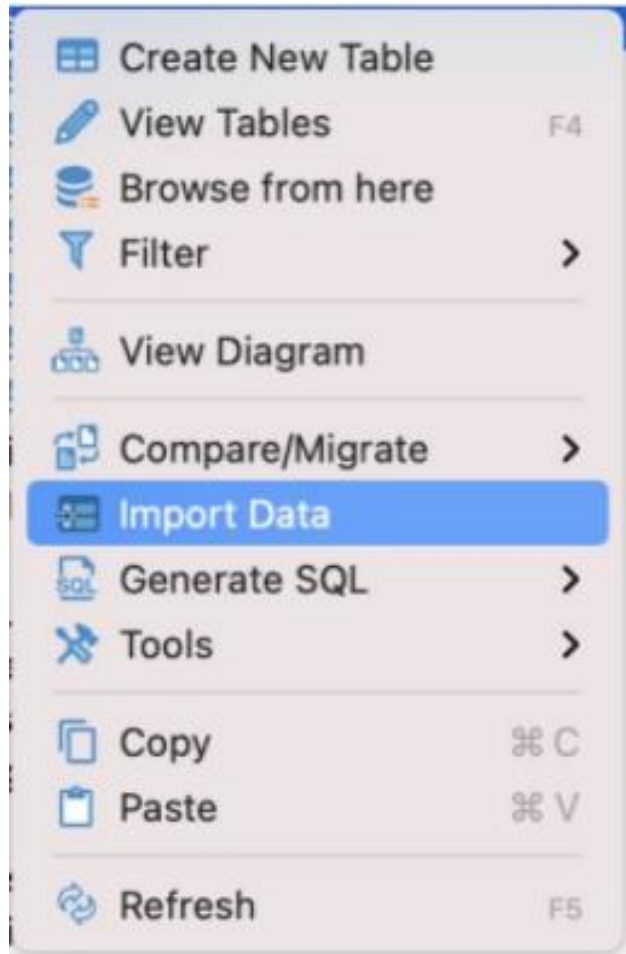 Create New Table
View Tables F4
Browse from here
Filter
View Diagram
Compare/Migrate
Import Data
SQL Generate SQL
Tools
Copy ⌘ C
Paste ⌘ V
Refresh F5